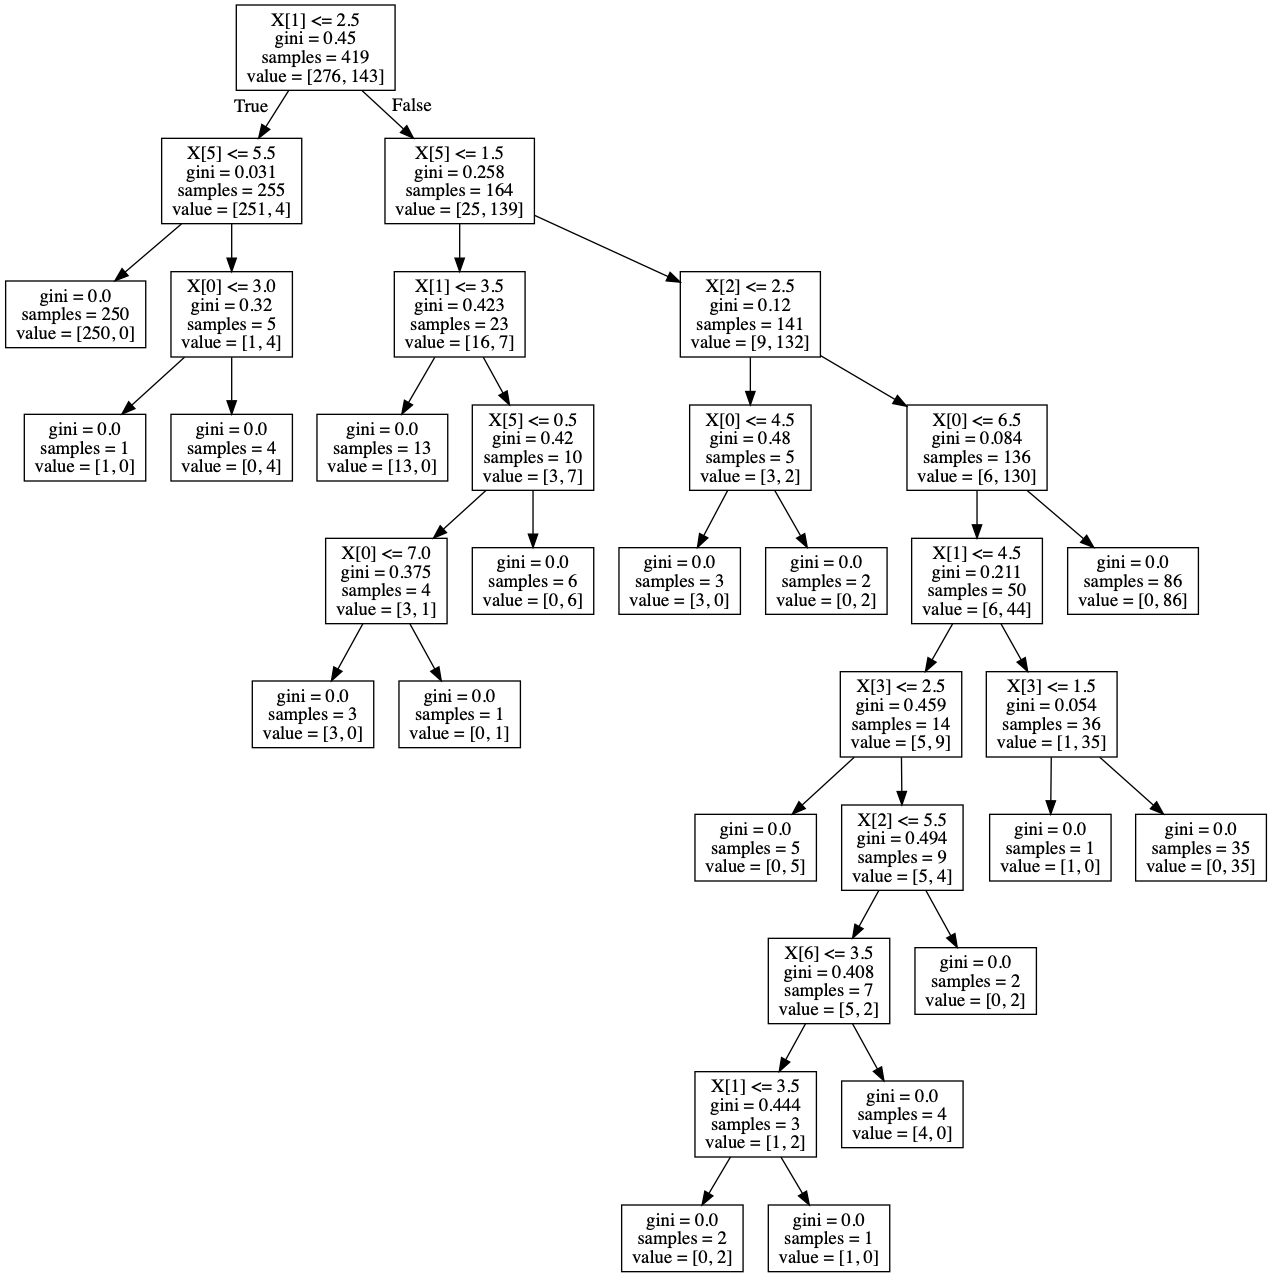 X[1] <= 2.5
gini = 0.45
samples = 419
value = [276, 143]
True
False
X[5] <= 5.5
gini = 0.031
samples = 255
value = [251, 4]
X[5] <= 1.5
gini = 0.258
samples = 164
value = [25, 139]
gini = 0.0
samples = 250
value = [250, 0]
X[0] <= 3.0
gini = 0.32
samples = 5
value = [1, 4]
X[1] <= 3.5
gini = 0.423
samples = 23
value = [16, 7]
X[2] <= 2.5
gini = 0.12
samples = 141
value = [9, 132]
gini = 0.0
samples = 1
value = [1, 0]
gini = 0.0
samples = 4
value = [0, 4]
gini = 0.0
samples = 13
value = [13, 0]
X[5] <= 0.5
gini = 0.42
samples = 10
value = [3, 7]
X[0] <= 4.5
gini = 0.48
samples = 5
value = [3, 2]
X[0] <= 6.5
gini = 0.084
samples = 136
value = [6, 130]
X[0] <= 7.0
gini = 0.375
samples = 4
value = [3, 1]
gini = 0.0
samples = 6
value = [0, 6]
gini = 0.0
samples = 3
value = [3, 0]
gini = 0.0
samples = 2
value = [0, 2]
X[1] <= 4.5
gini = 0.211
samples = 50
value = [6, 44]
gini = 0.0
samples = 86
value = [0, 86]
gini = 0.0
samples = 3
value = [3, 0]
gini = 0.0
samples = 1
value = [0, 1]
X[3] <= 2.5
gini = 0.459
samples = 14
value = [5, 9]
X[3] <= 1.5
gini = 0.054
samples = 36
value = [1, 35]
gini = 0.0
samples = 5
value = [0, 5]
X[2] <= 5.5
gini = 0.494
samples = 9
value = [5, 4]
gini = 0.0
samples = 1
value = [1, 0]
gini = 0.0
samples = 35
value = [0, 35]
X[6] <= 3.5
gini = 0.408
samples = 7
value = [5, 2]
gini = 0.0
samples = 2
value = [0, 2]
X[1] <= 3.5
gini = 0.444
samples = 3
value = [1, 2]
gini = 0.0
samples = 4
value = [4, 0]
gini = 0.0
samples = 2
value = [0, 2]
gini = 0.0
samples = 1
value = [1, 0]